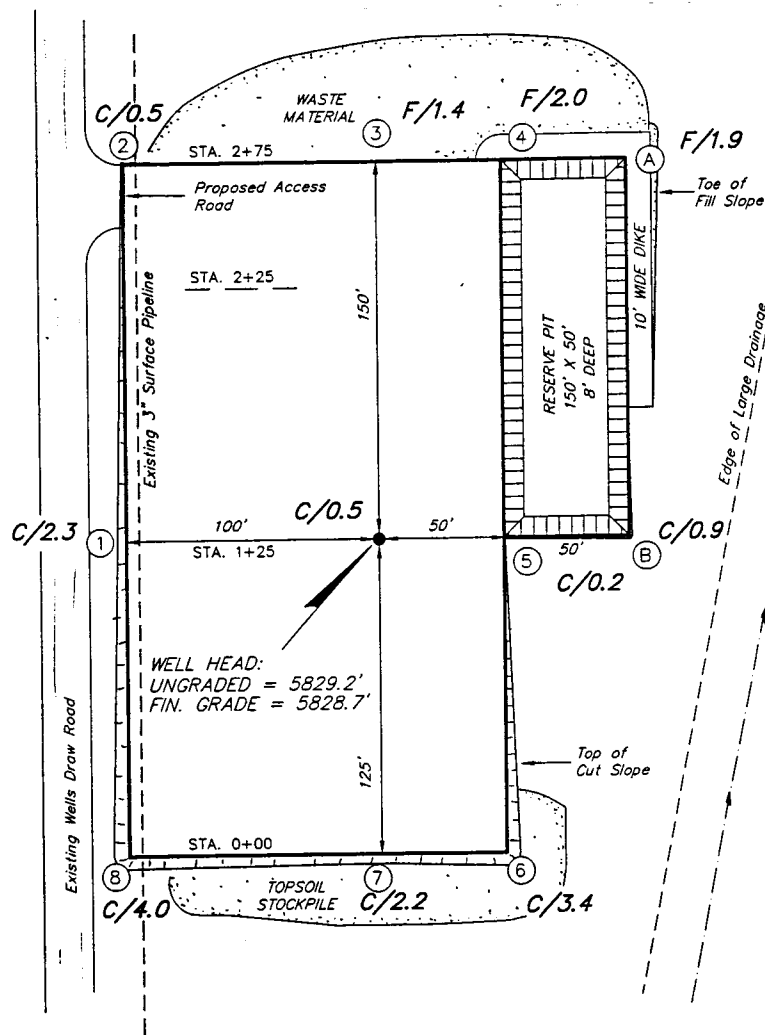 C/0.5
2
WASTE
MATERIAL
F/1.4
3
F/2.0
4
F/1.9
A
STA. 2+75
Proposed Access
Road
Toe of
Fill Slope
STA. 2+25
Existing 3" Surface Pipeline
150'
RESERVE PIT
150' X 50'
8' DEEP
10' WIDE DIKE
Edge of Large Drainage
C/2.3
1
100'
STA. 1+25
C/0.5
50'
5
50'
B
C/0.9
C/0.2
WELL HEAD:
UNGRADED = 5829.2'
FIN. GRADE = 5828.7'
125'
Top of
Cut Slope
Existing Wells Draw Road
STA. 0+00
8
C/4.0
TOPSOIL
STOCKPILE
7
C/2.2
6
C/3.4